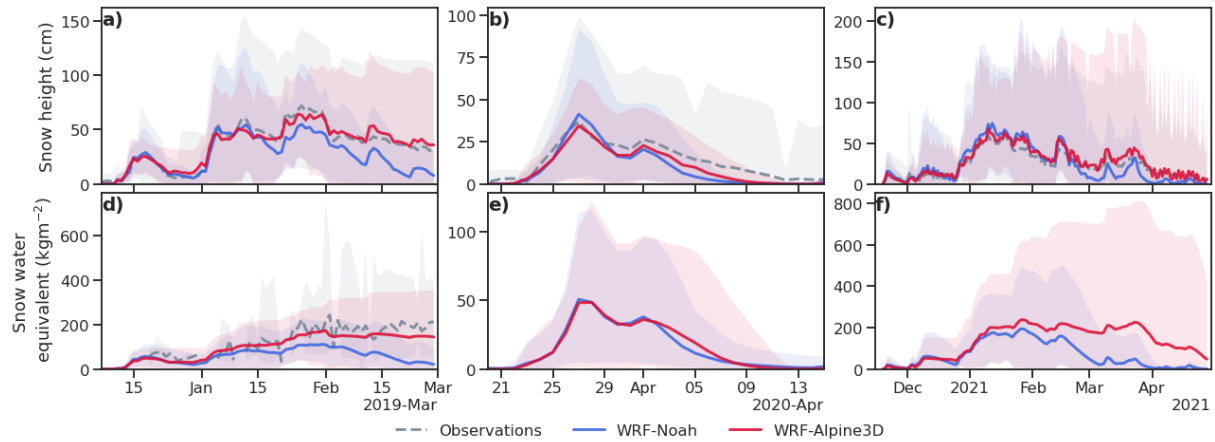 a)
b)
c)
Snow height (cm)
150
100
50
0
100
75
50
25
0
200
150
100
50
0
d)
e)
f)
Snow water
equivalent (kgm−2)
600
400
200
0
100
50
0
800
600
400
200
0
15 Jan 15 Feb 15 Mar
2019-Mar
21 25 29 Apr 05 09 13
2020-Apr
Dec 2021 Feb Mar Apr
2021
Observations WRF-Noah WRF-Alpine3D